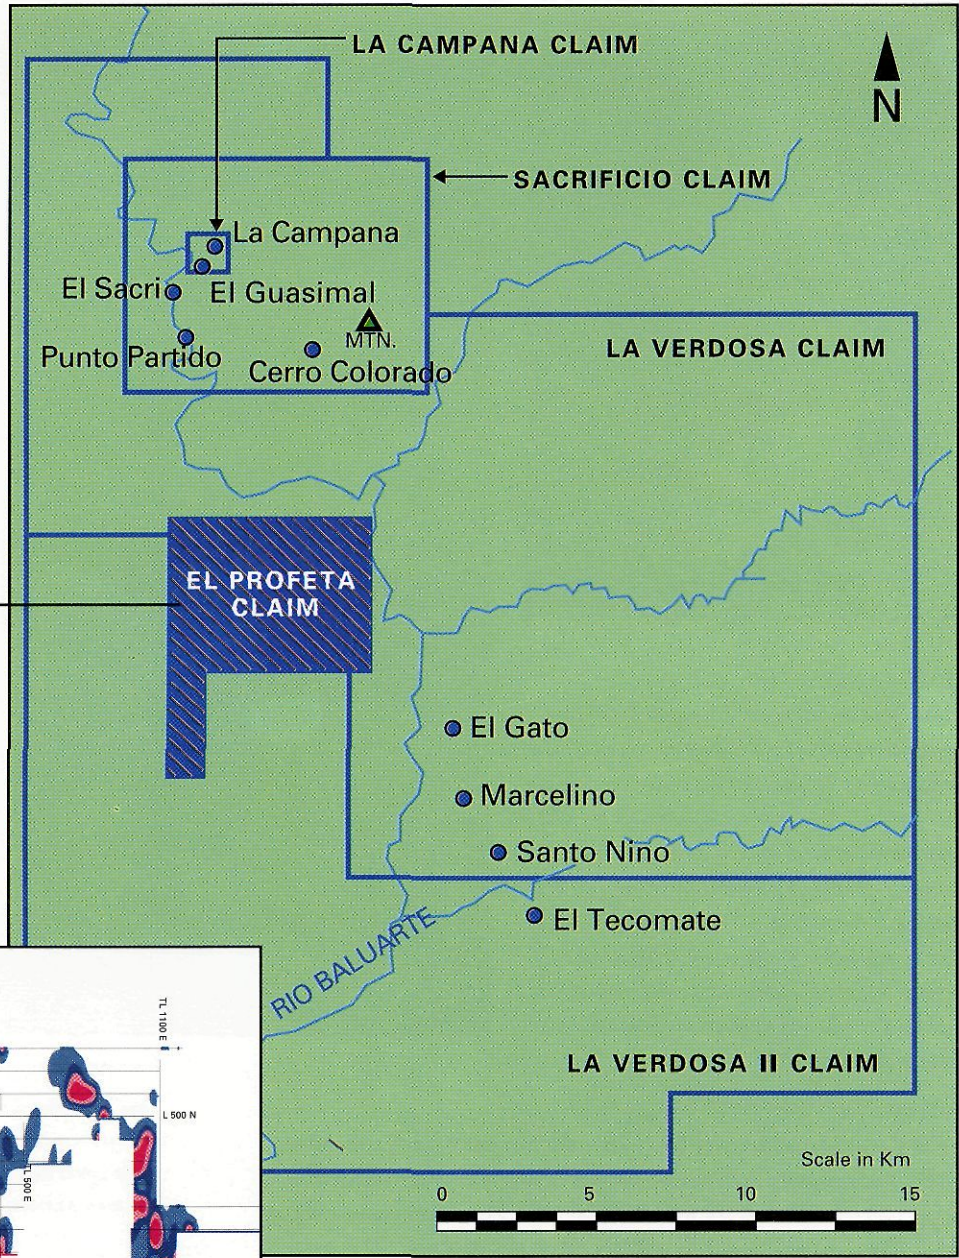 LA CAMPANA CLAIM
N
SACRIFICIO CLAIM
La Campana
El Sacri
El Guasimal
MTN.
Punto Partido
Cerro Colorado
LA VERDOSA CLAIM
EL PROFETA
CLAIM
El Gato
Marcelino
Santo Nino
El Tecomate
RIO BALUARTE
TL 1100 E
L 500 N
TL 500 E
LA VERDOSA II CLAIM
Scale in Km
0 5 10 15